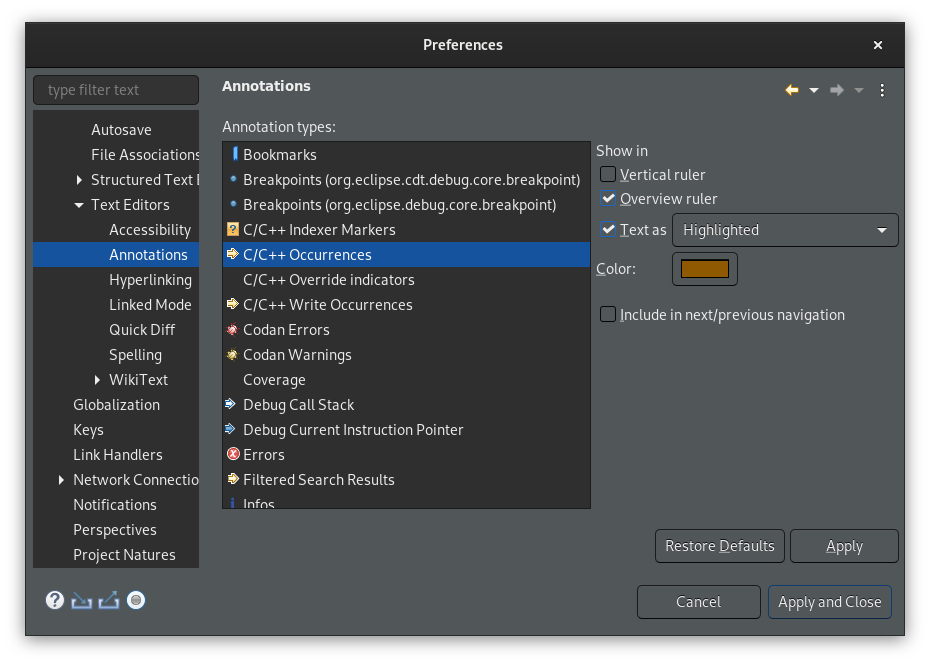 Preferences
type filter text
Autosave
File Associations
Structured Text E
Text Editors
Accessibility
Annotations
Hyperlinking
Linked Mode
Quick Diff
Spelling
WikiText
Globalization
Keys
Link Handlers
Network Connectio
Notifications
Perspectives
Project Natures
Annotations
Annotation types:
Bookmarks
Breakpoints (org.eclipse.cdt.debug.core.breakpoint)
Breakpoints (org.eclipse.debug.core.breakpoint)
C/C++ Indexer Markers
C/C++ Occurrences
C/C++ Override indicators
C/C++ Write Occurrences
Codan Errors
Codan Warnings
Coverage
Debug Call Stack
Debug Current Instruction Pointer
Errors
Filtered Search Results
Infos
Show in
Vertical ruler
Overview ruler
Text as Highlighted
Color:
Include in next/previous navigation
Restore Defaults Apply
Cancel Apply and Close